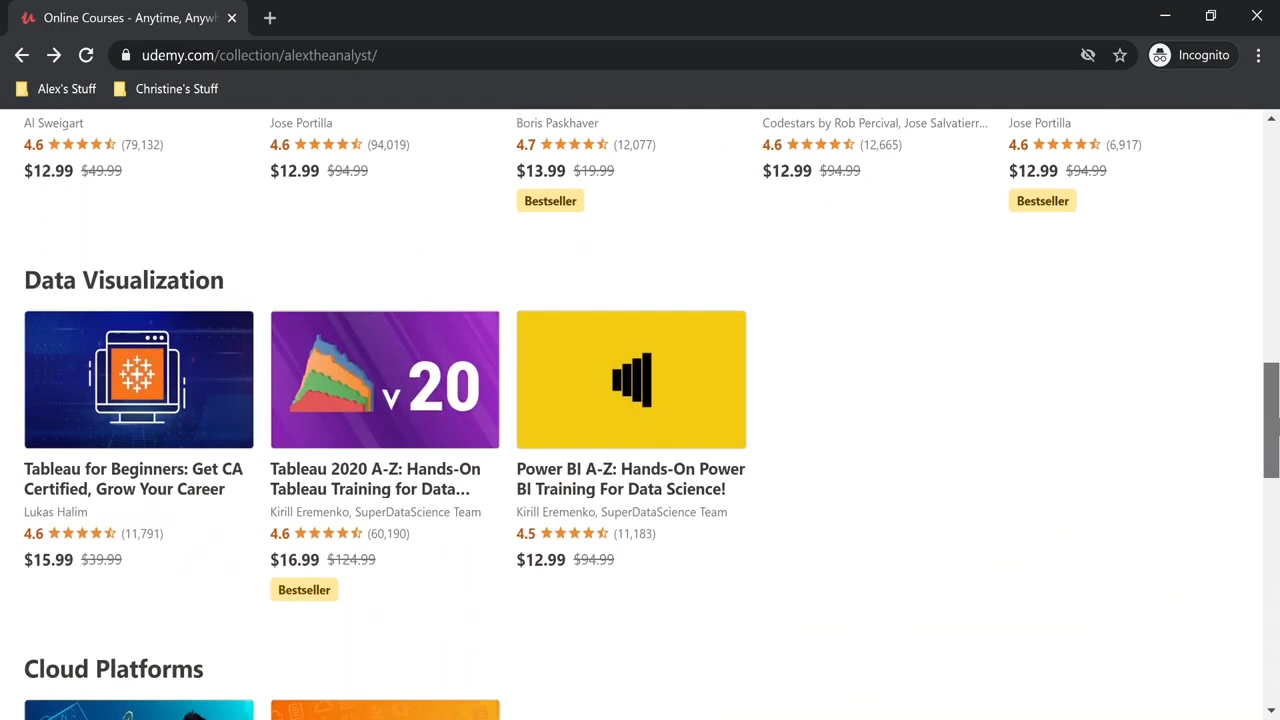 Online Courses - Anytime, Anywh
udemy.com/collection/alextheanalyst/
Incognito
Alex's Stuff
Christine's Stuff
Al Sweigart
4.6 (79,132)
$12.99 $49.99
Jose Portilla
4.6 (94,019)
$12.99 $94.99
Boris Paskhaver
4.7 (12,077)
$13.99 $19.99
Bestseller
Codestars by Rob Percival, Jose Salvatierr...
4.6 (12,665)
$12.99 $94.99
Jose Portilla
4.6 (6,917)
$12.99 $94.99
Bestseller
Data Visualization
Tableau for Beginners: Get CA
Certified, Grow Your Career
Lukas Halim
4.6 (11,791)
$15.99 $39.99
v 20
Tableau 2020 A-Z: Hands-On
Tableau Training for Data...
Kirill Eremenko, SuperDataScience Team
4.6 (60,190)
$16.99 $124.99
Bestseller
Power BI A-Z: Hands-On Power
BI Training For Data Science!
Kirill Eremenko, SuperDataScience Team
4.5 (11,183)
$12.99 $94.99
Cloud Platforms